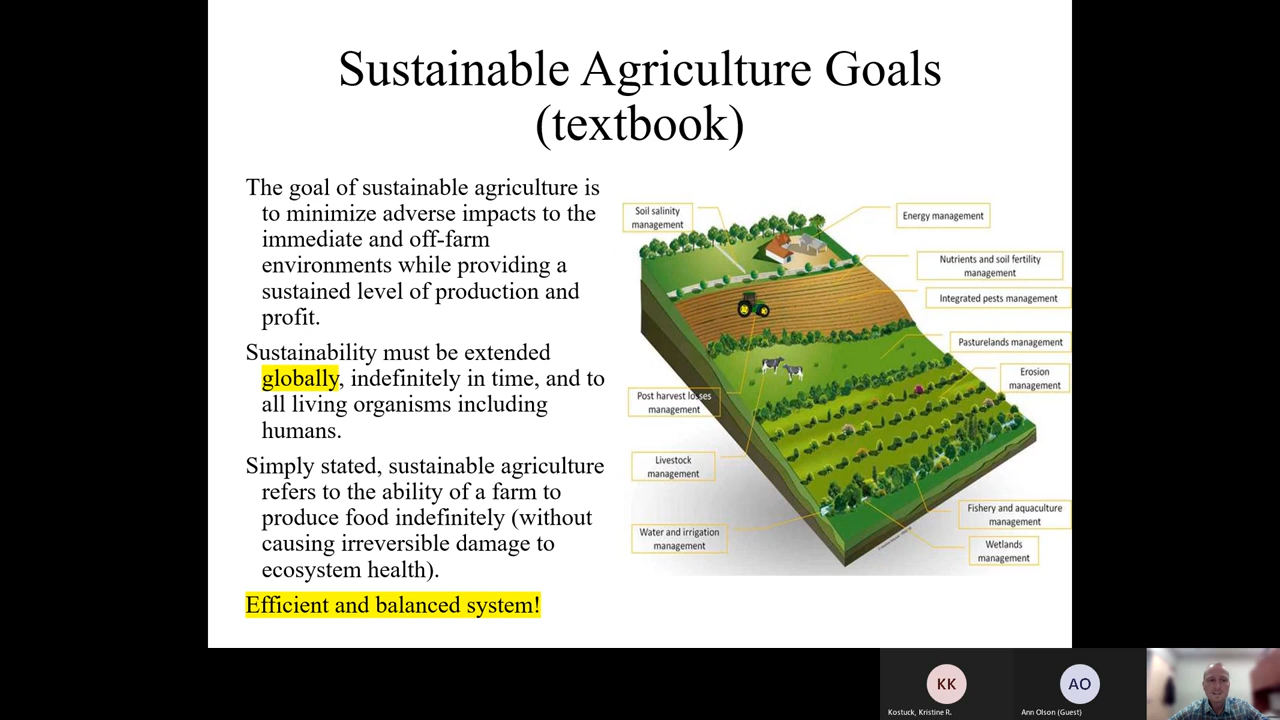 Sustainable Agriculture Goals
(textbook)
The goal of sustainable agriculture is
to minimize adverse impacts to the
immediate and off-farm
environments while providing a
sustained level of production and
profit.
Sustainability must be extended
globally, indefinitely in time, and to
all living organisms including
humans.
Simply stated, sustainable agriculture
refers to the ability of a farm to
produce food indefinitely (without
causing irreversible damage to
ecosystem health).
Efficient and balanced system!
Soil salinity
management
Energy management
Nutrients and soil fertility
management
Integrated pests management
Pasturelands management
Erosion
management
Post harvest losses
management
Livestock
management
Water and irrigation
management
Fishery and aquaculture
management
Wetlands
management
KK
Kostuck, Kristine R.
AO
Ann Olson (Guest)